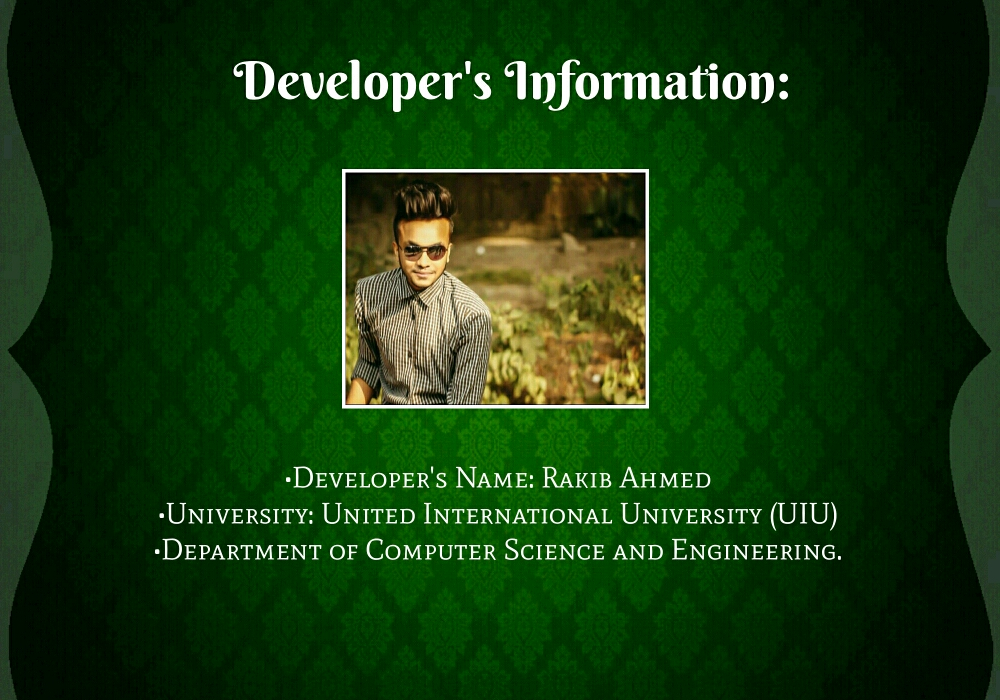 Developer's Information:
•Developer's Name: Rakib Ahmed
•University: United International University (UIU)
•Department of Computer Science and Engineering.